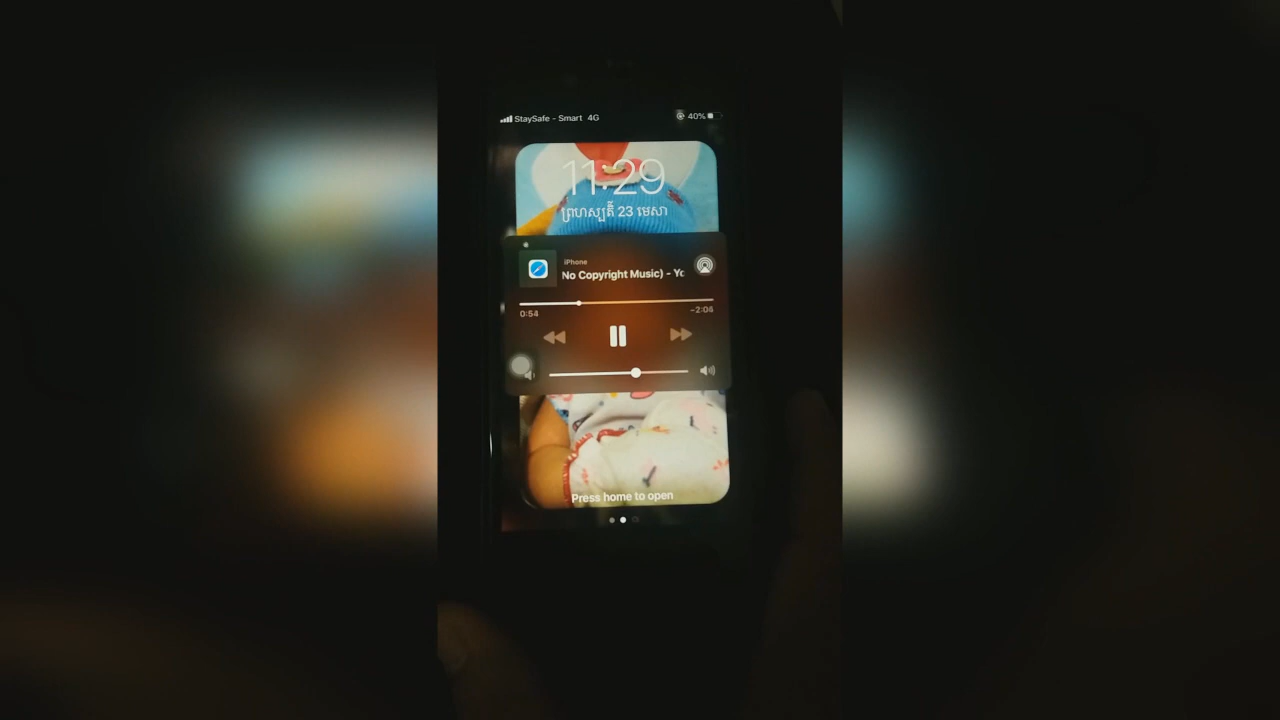 StaySafe - Smart 4G
40%
11:29
ព្រហស្បតិ៍ 23 មេសា
iPhone
No Copyright Music) - Yo
0:54
-2:04
Press home to open